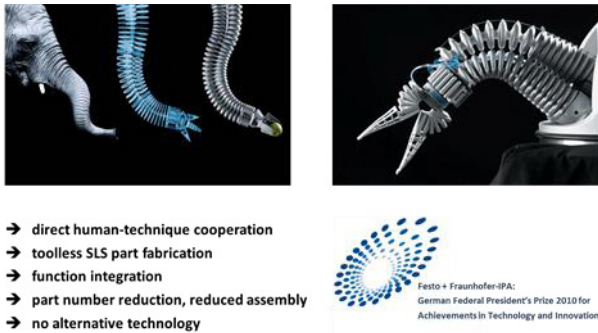 → direct human-technique cooperation
→ toolless SLS part fabrication
→ function integration
→ part number reduction, reduced assembly
→ no alternative technology
Festo + Fraunhofer-IPA:
German Federal President's Prize 2010 for
Achievements in Technology and Innovation